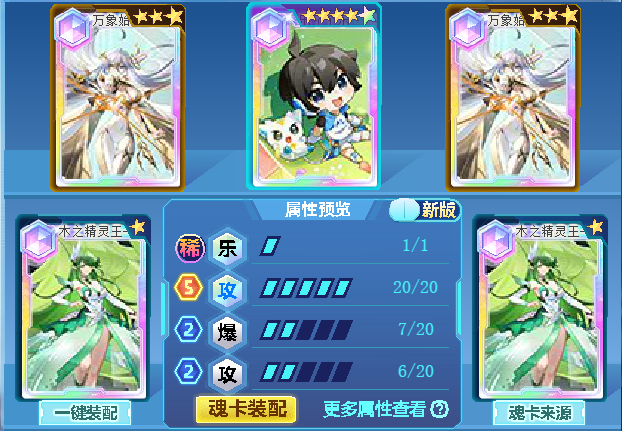 万象始
万象始
属性预览
新版
木之精灵王
木之精灵王
稀 乐 1/1
5 攻 20/20
2 爆 7/20
2 攻 6/20
一键装配
魂卡装配
更多属性查看?
魂卡来源